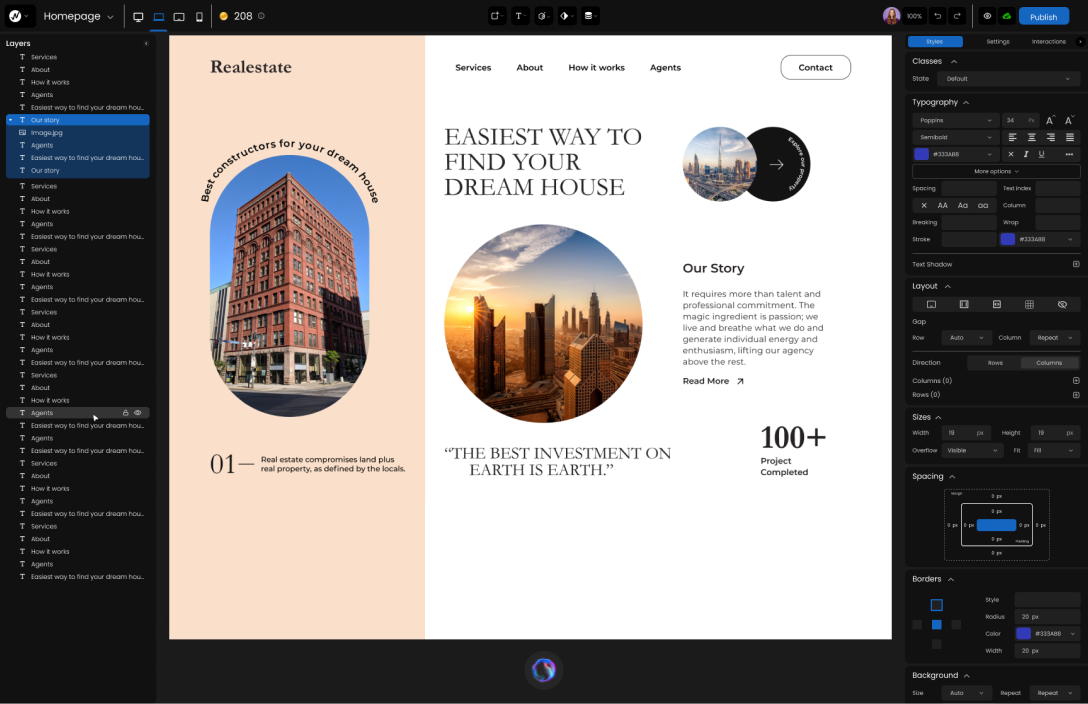 Homepage
208
100%
Publish
Layers
Services
About
How it works
Agents
Easiest way to find your dream hou...
Our story
Image.jpg
Agents
Easiest way to find your dream hou...
Our story
Services
About
How it works
Agents
Easiest way to find your dream hou...
Services
About
How it works
Agents
Easiest way to find your dream hou...
Services
About
How it works
Agents
Easiest way to find your dream hou...
Services
About
How it works
Agents
Easiest way to find your dream hou...
Agents
Easiest way to find your dream hou...
Services
About
How it works
Agents
Easiest way to find your dream hou...
Services
About
How it works
Agents
Easiest way to find your dream hou...
Realestate
Services
About
How it works
Agents
Contact
Best constructors for your dream house
01
Real estate compromises land plus
real property, as defined by the locals.
EASIEST WAY TO
FIND YOUR
DREAM HOUSE
Explore our property
Our Story
It requires more than talent and
professional commitment. The
magic ingredient is passion; we
live and breathe what we do and
generate individual energy and
enthusiasm, lifting our agency
above the rest.
Read More
“THE BEST INVESTMENT ON
EARTH IS EARTH.”
100+
Project
Completed
Styles
Settings
Interactions
Classes
State
Default
Typography
Poppins
34
Px
A
A
Semibold
#333A88
I
U
More options
Spacing
Text Index
AA
Aa
aa
Column
Breaking
Wrap
Stroke
#333A88
Text Shadow
Layout
Gap
Row
Auto
Column
Repeat
Direction
Rows
Columns
Columns (0)
Rows (0)
Sizes
Width
19
px
Height
19
px
Overflow
Visible
Fit
Fill
Spacing
Margin
0 px
0 px
0 px
0 px
0 px
0 px
0 px
Padding
0 px
Borders
Style
Radius
20 px
Color
#333A88
Width
20 px
Background
Size
Auto
Repeat
Repeat